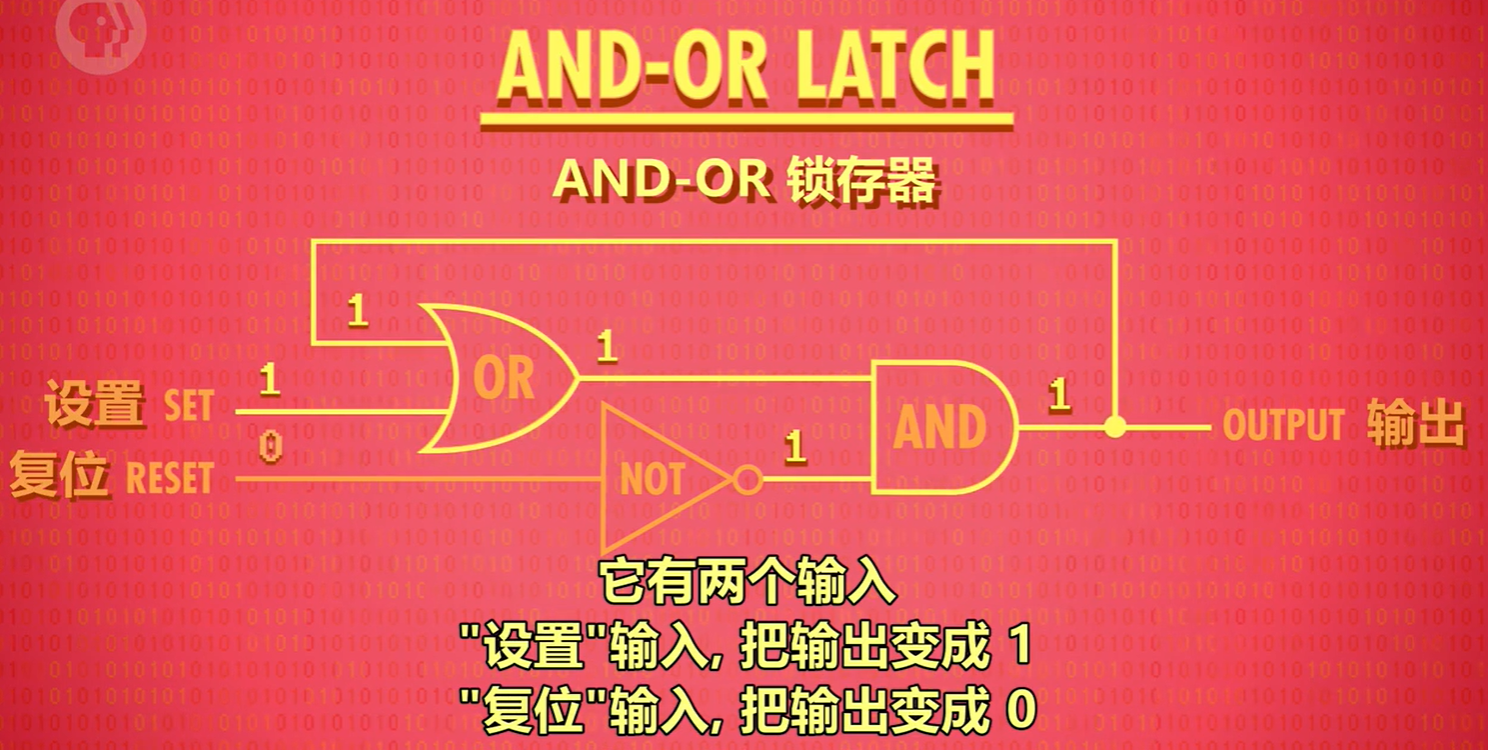 AND-OR LATCH
AND-OR 锁存器
1
OR
1
设置 SET
1
复位 RESET
0
NOT
1
AND
1
OUTPUT 输出
它有两个输入
"设置"输入, 把输出变成 1
"复位"输入, 把输出变成 0